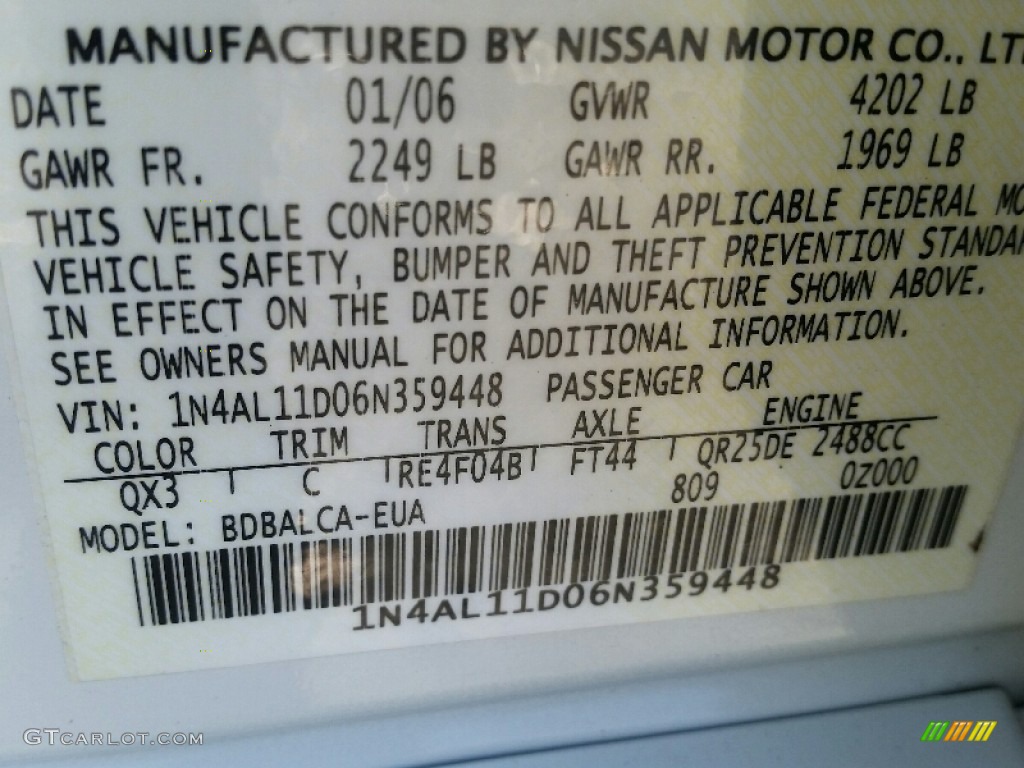 MANUFACTURED BY NISSAN MOTOR CO., LT
DATE 01/06 GVWR 4202 LB
GAWR FR. 2249 LB GAWR RR. 1969 LB
THIS VEHICLE CONFORMS TO ALL APPLICABLE FEDERAL MO
VEHICLE SAFETY, BUMPER AND THEFT PREVENTION STANDA
IN EFFECT ON THE DATE OF MANUFACTURE SHOWN ABOVE.
SEE OWNERS MANUAL FOR ADDITIONAL INFORMATION.
VIN: 1N4AL11D06N359448 PASSENGER CAR
COLOR TRIM TRANS AXLE ENGINE
QX3 C RE4F04B FT44 QR25DE 2488CC
809 0Z000
MODEL: BDBALCA-EUA
1N4AL11D06N359448
GTCARLOT.COM